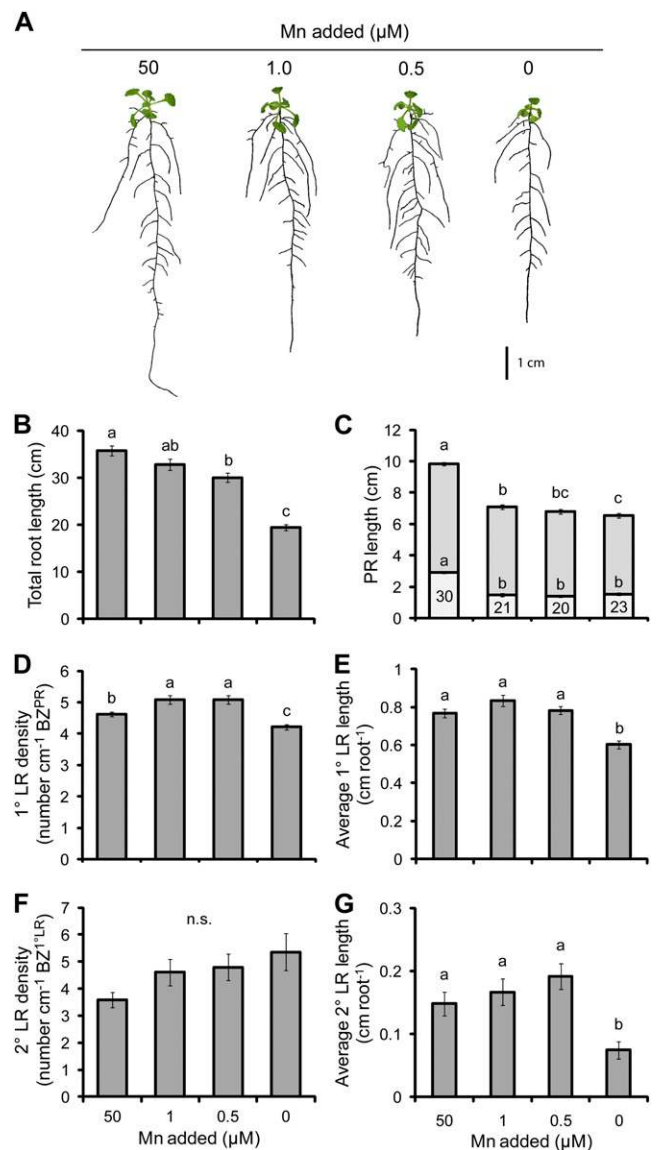 A
Mn added (µM)
50 1.0 0.5 0
1 cm
B
Total root length (cm)
40
30
20
10
0
a ab b c
C
PR length (cm)
12
10
8
6
4
2
0
a b bc c
a b b b
30 21 20 23
D
1° LR density
(number cm⁻¹ BZᴾᴿ)
6
5
4
3
2
1
0
b a a c
E
Average 1° LR length
(cm root⁻¹)
1
0.8
0.6
0.4
0.2
0
a a a b
F
2° LR density
(number cm⁻¹ BZ¹°ᴸᴿ)
7
6
5
4
3
2
1
0
n.s.
50 1 0.5 0
Mn added (µM)
G
Average 2° LR length
(cm root⁻¹)
0.3
0.2
0.1
0
a a a b
50 1 0.5 0
Mn added (µM)